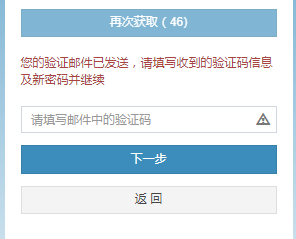 再次获取（46）
您的验证邮件已发送，请填写收到的验证码信息
及新密码并继续
请填写邮件中的验证码
下一步
返 回